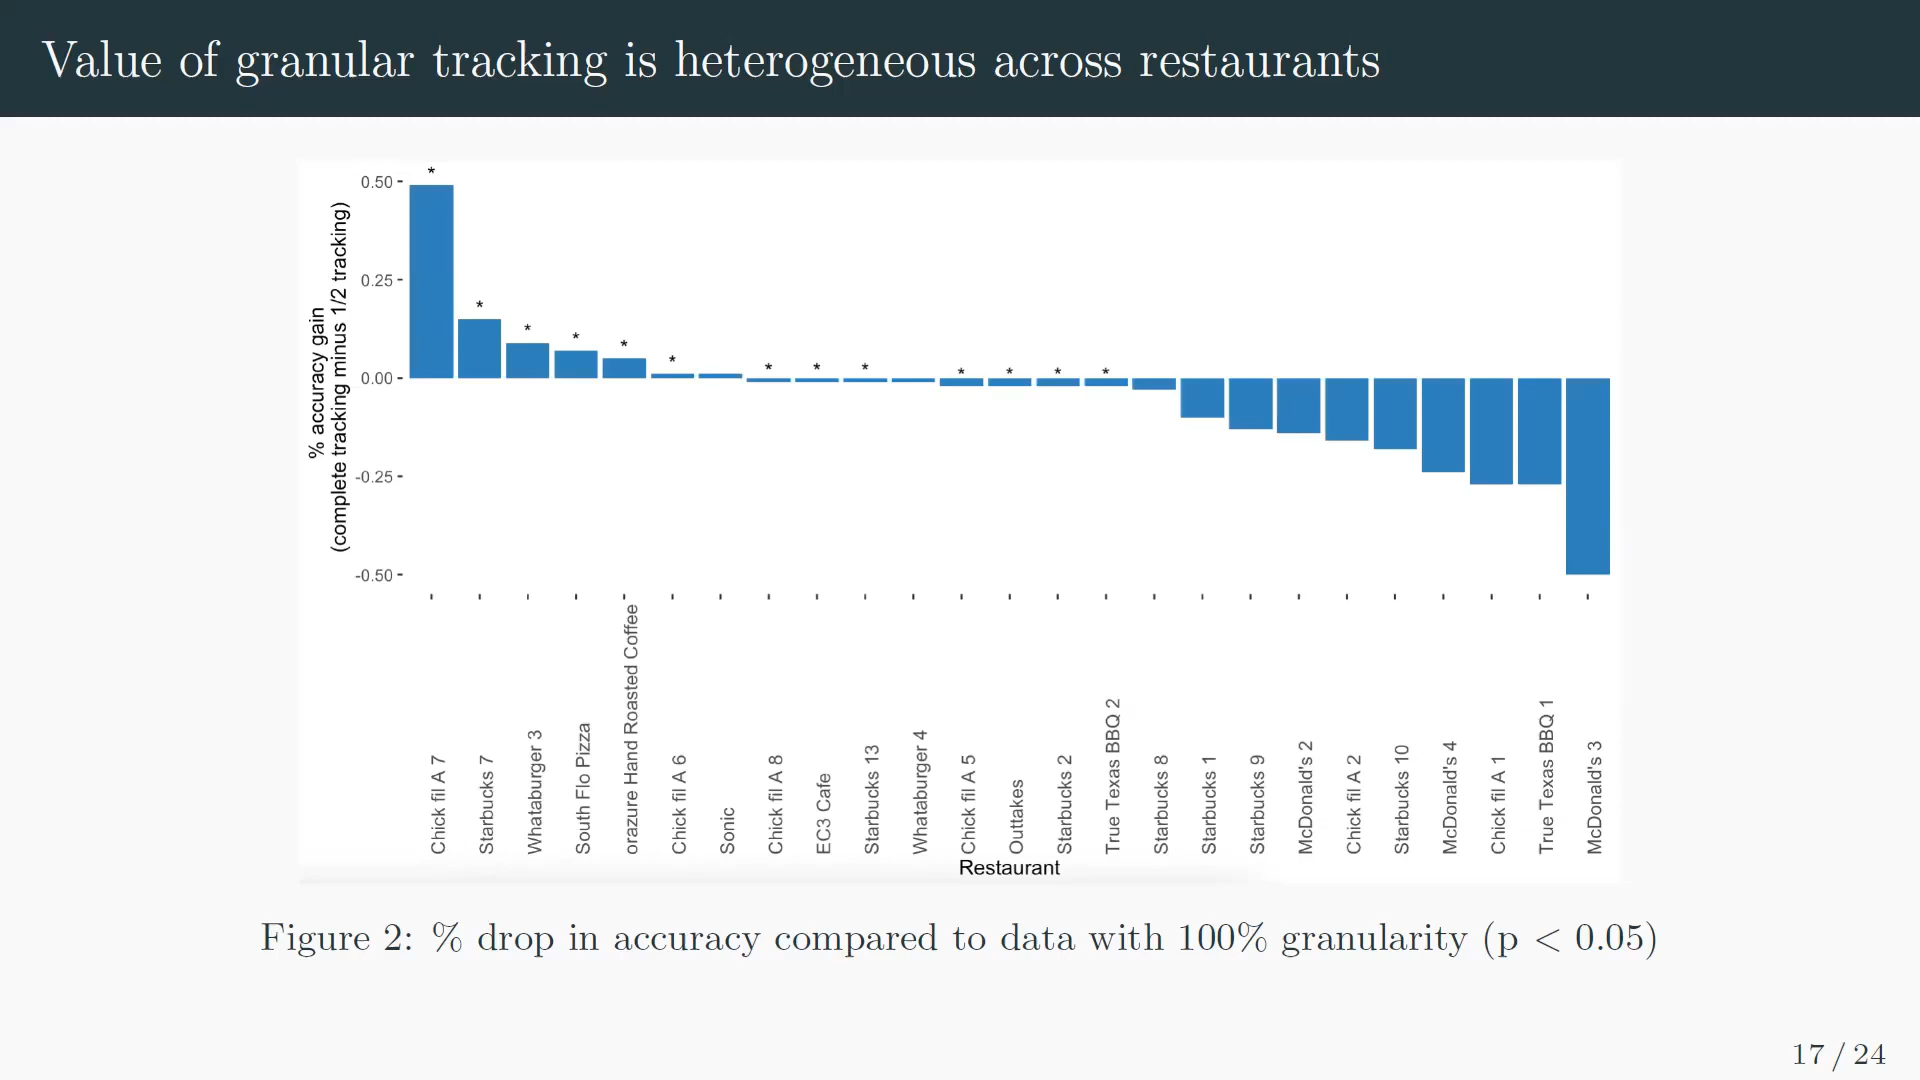 Value of granular tracking is heterogeneous across restaurants
% accuracy gain
(complete tracking minus 1/2 tracking)
0.50
0.25
0.00
-0.25
-0.50
*
*
*
*
*
*
*
*
*
*
*
*
*
Chick fil A 7
Starbucks 7
Whataburger 3
South Flo Pizza
orazure Hand Roasted Coffee
Chick fil A 6
Sonic
Chick fil A 8
EC3 Cafe
Starbucks 13
Whataburger 4
Chick fil A 5
Outtakes
Starbucks 2
True Texas BBQ 2
Starbucks 8
Starbucks 1
Starbucks 9
McDonald's 2
Chick fil A 2
Starbucks 10
McDonald's 4
Chick fil A 1
True Texas BBQ 1
McDonald's 3
Restaurant
Figure 2: % drop in accuracy compared to data with 100% granularity (p < 0.05)
17 / 24